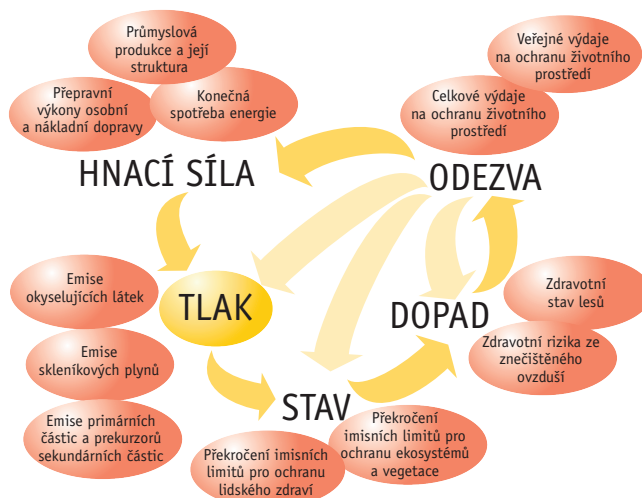 Průmyslová
produkce a její
struktura
Přepravní
výkony osobní
a nákladní dopravy
Konečná
spotřeba energie
Veřejné výdaje
na ochranu životního
prostředí
Celkové výdaje
na ochranu životního
prostředí
HNACÍ SÍLA
ODEZVA
Emise
okyselujících látek
TLAK
DOPAD
Zdravotní
stav lesů
Emise
skleníkových plynů
Zdravotní rizika ze
znečištěného
ovzduší
STAV
Emise primárních
částic a prekurzorů
sekundárních částic
Překročení imisních
limitů pro ochranu
lidského zdraví
Překročení
imisních limitů pro
ochranu ekosystémů
a vegetace